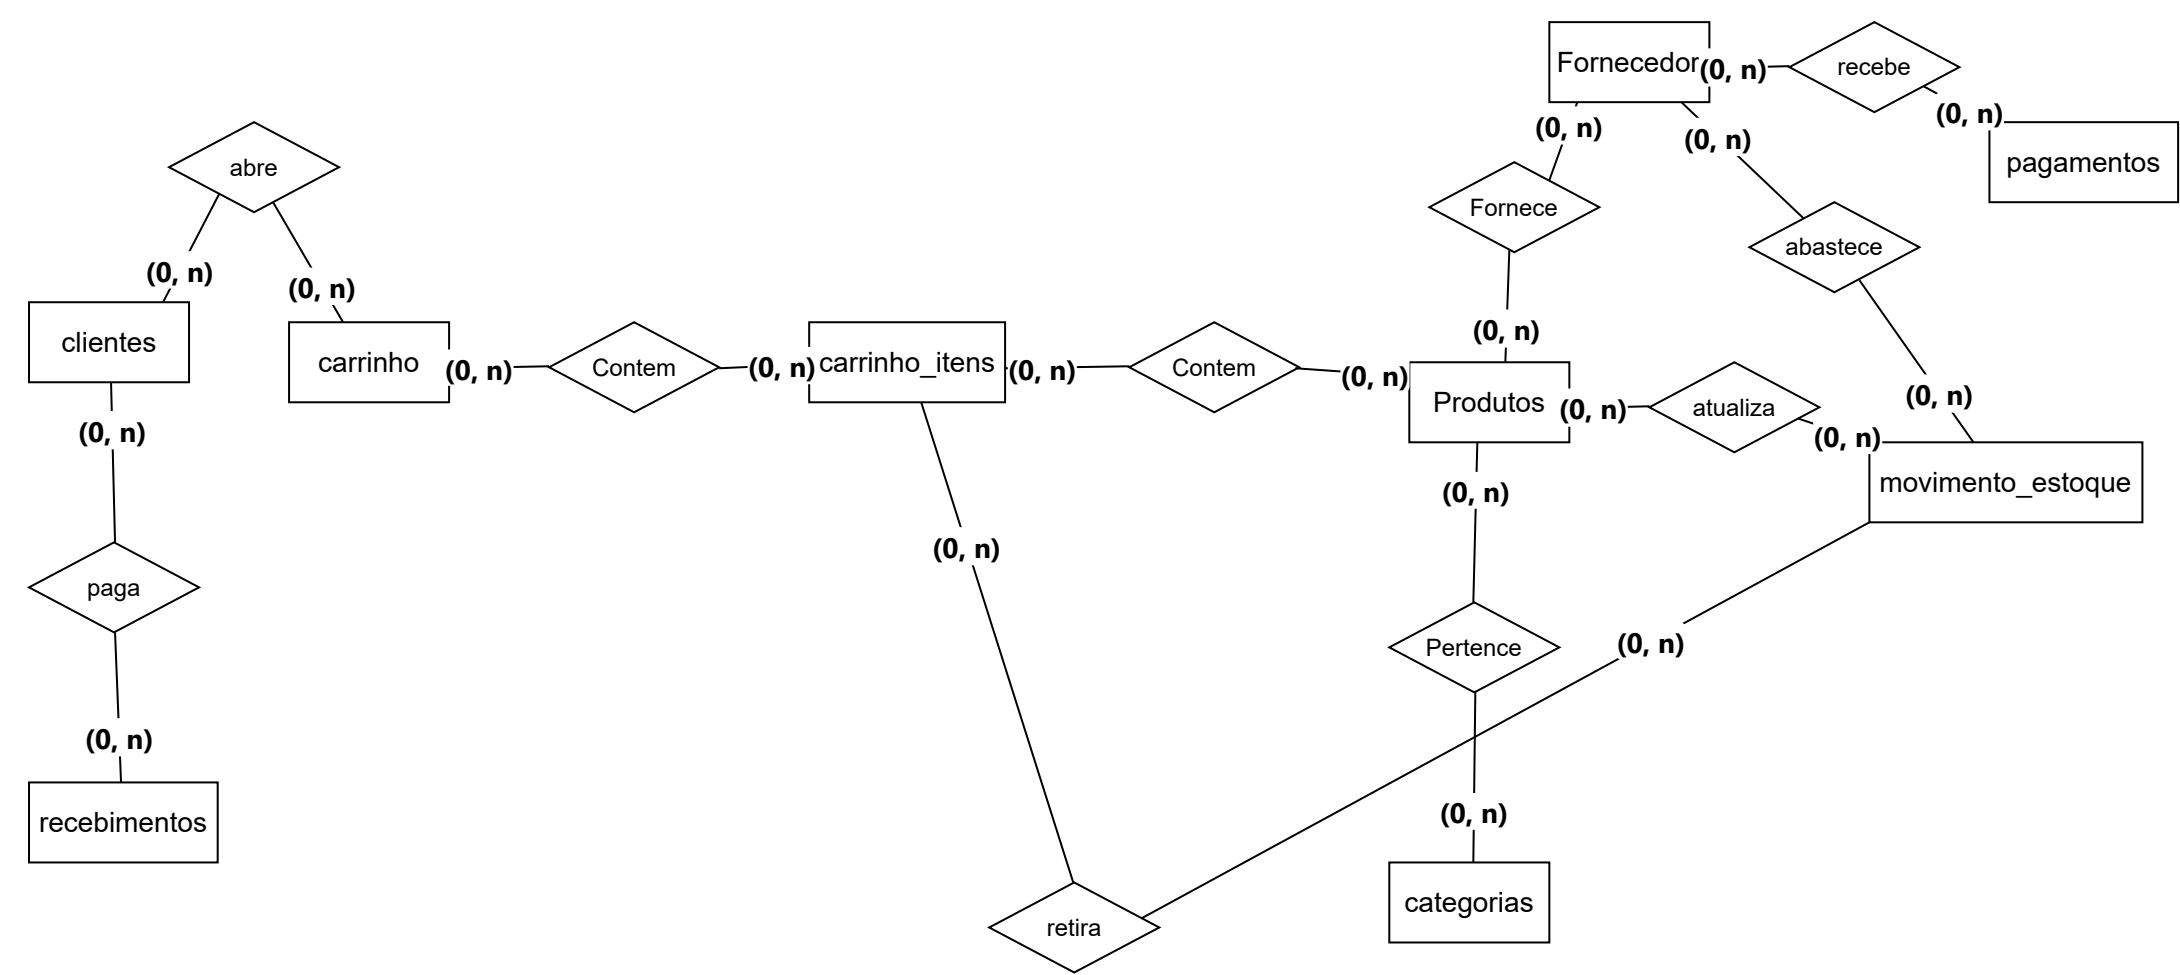 Fornecedor
(0, n)
recebe
(0, n)
pagamentos
(0, n)
(0, n)
abre
Fornece
abastece
(0, n)
(0, n)
clientes
carrinho
(0, n)
Contem
(0, n)
carrinho_itens
(0, n)
Contem
(0, n)
(0, n)
Produtos
(0, n)
atualiza
(0, n)
(0, n)
movimento_estoque
(0, n)
(0, n)
(0, n)
paga
Pertence
(0, n)
(0, n)
recebimentos
(0, n)
categorias
retira